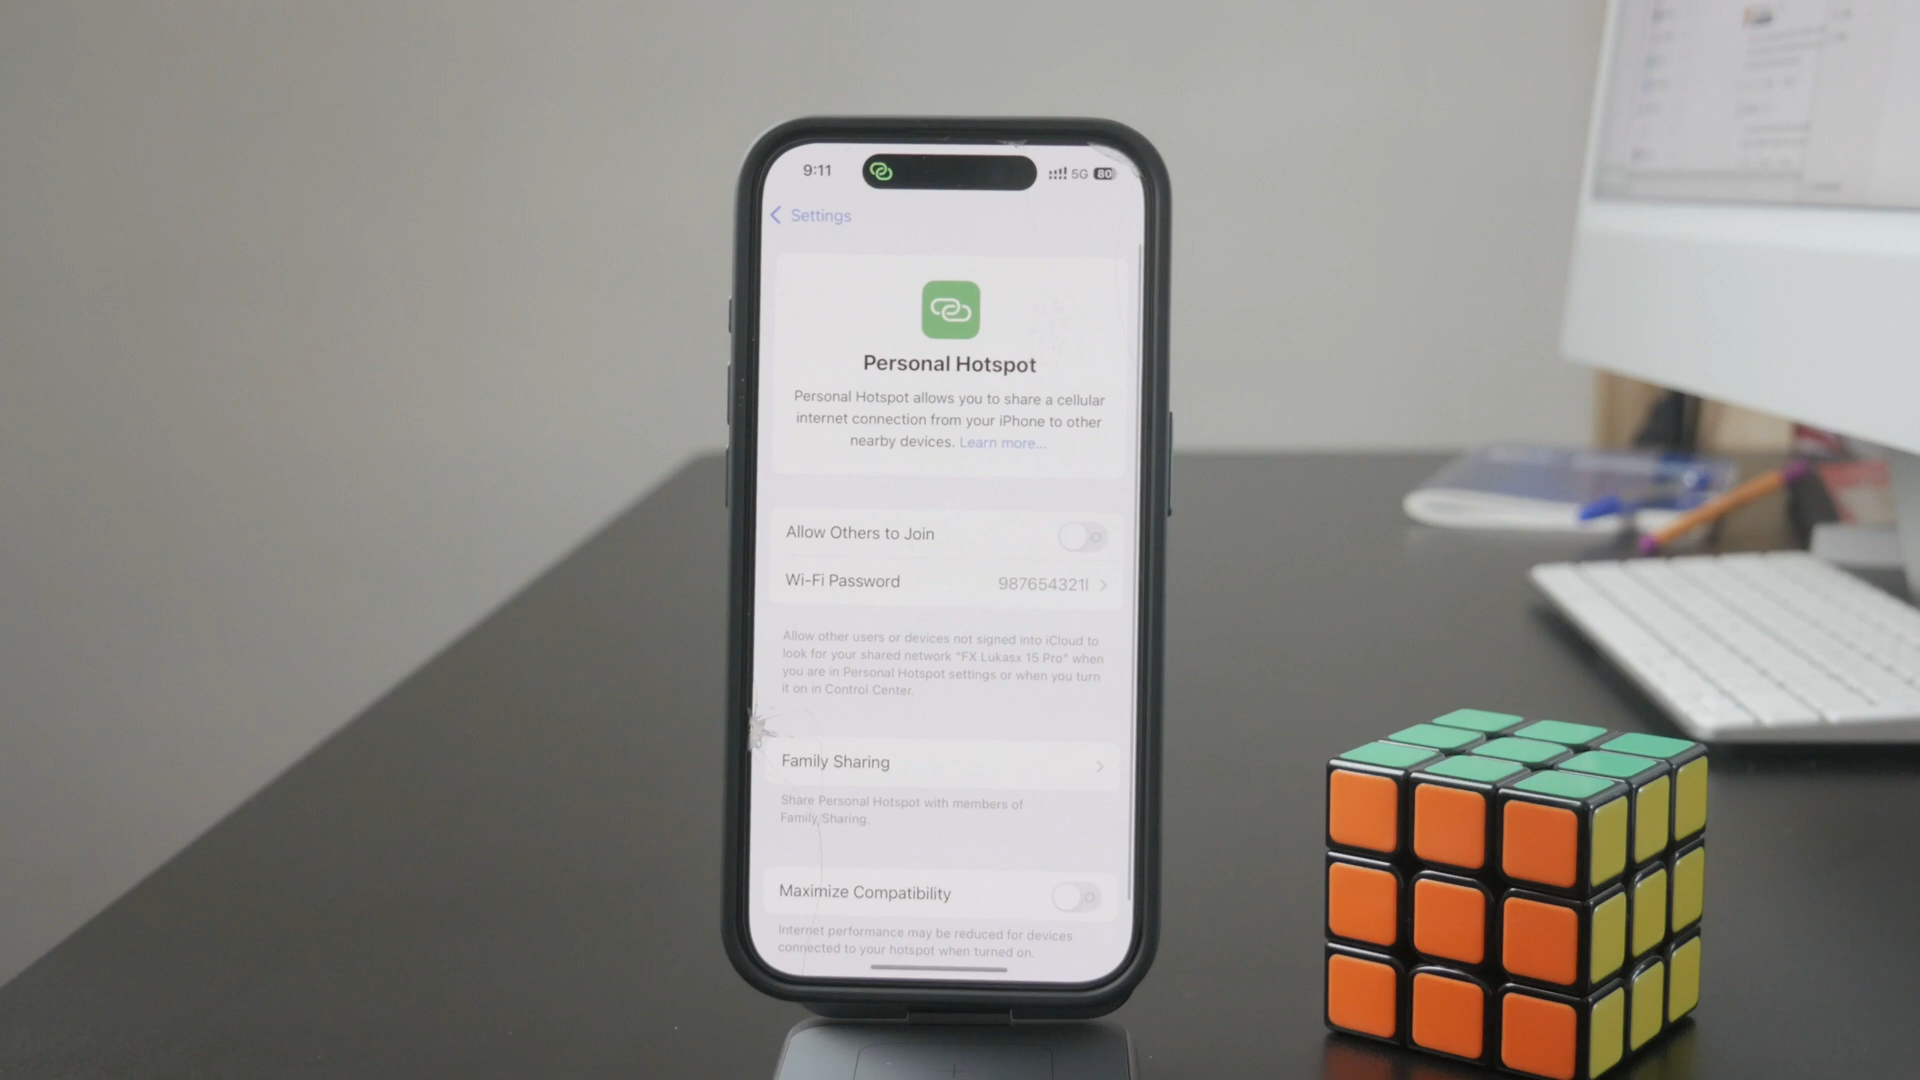 9:11
5G 80
Settings
Personal Hotspot
Personal Hotspot allows you to share a cellular
internet connection from your iPhone to other
nearby devices. Learn more...
Allow Others to Join
Wi-Fi Password 987654321l
Allow other users or devices not signed into iCloud to
look for your shared network "FX Lukasx 15 Pro" when
you are in Personal Hotspot settings or when you turn
it on in Control Center.
Family Sharing
Share Personal Hotspot with members of
Family Sharing.
Maximize Compatibility
Internet performance may be reduced for devices
connected to your hotspot when turned on.